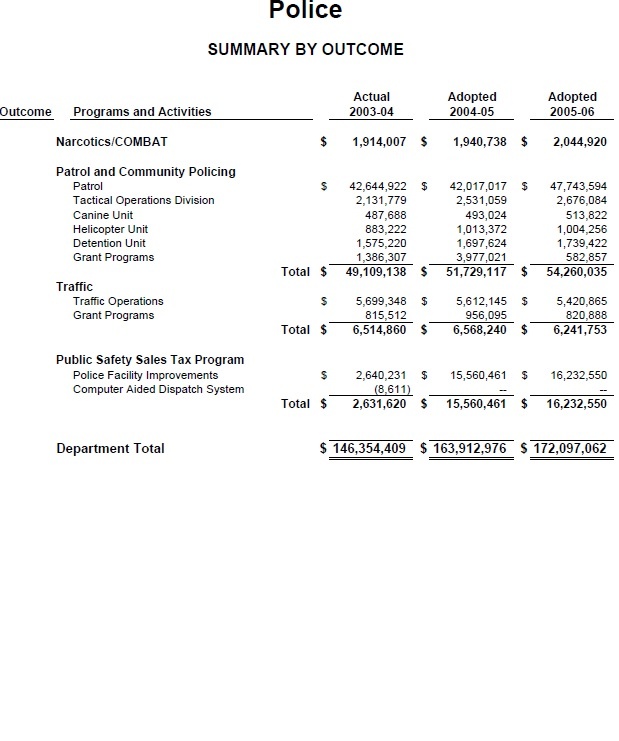 Police
SUMMARY BY OUTCOME
Actual Adopted Adopted
Outcome Programs and Activities 2003-04 2004-05 2005-06
Narcotics/COMBAT $ 1,914,007 $ 1,940,738 $ 2,044,920
Patrol and Community Policing
Patrol $ 42,644,922 $ 42,017,017 $ 47,743,594
Tactical Operations Division 2,131,779 2,531,059 2,676,084
Canine Unit 487,688 493,024 513,822
Helicopter Unit 883,222 1,013,372 1,004,256
Detention Unit 1,575,220 1,697,624 1,739,422
Grant Programs 1,386,307 3,977,021 582,857
Total $ 49,109,138 $ 51,729,117 $ 54,260,035
Traffic
Traffic Operations $ 5,699,348 $ 5,612,145 $ 5,420,865
Grant Programs 815,512 956,095 820,888
Total $ 6,514,860 $ 6,568,240 $ 6,241,753
Public Safety Sales Tax Program
Police Facility Improvements $ 2,640,231 $ 15,560,461 $ 16,232,550
Computer Aided Dispatch System (8,611) -- --
Total $ 2,631,620 $ 15,560,461 $ 16,232,550
Department Total $ 146,354,409 $ 163,912,976 $ 172,097,062